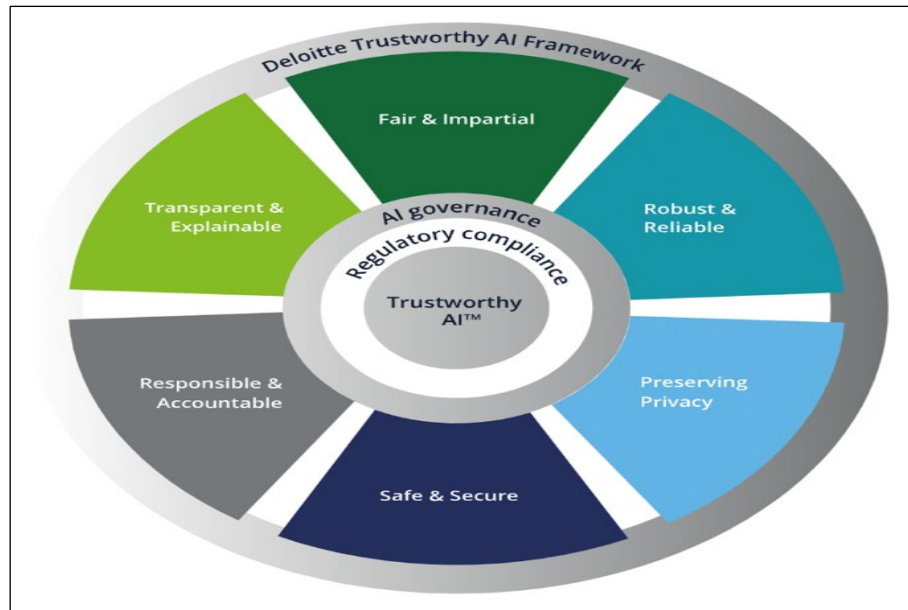 Deloitte Trustworthy AI Framework
Fair & Impartial
Transparent &
Explainable
Robust &
Reliable
AI governance
Regulatory compliance
Trustworthy
AI™
Responsible &
Accountable
Preserving
Privacy
Safe & Secure